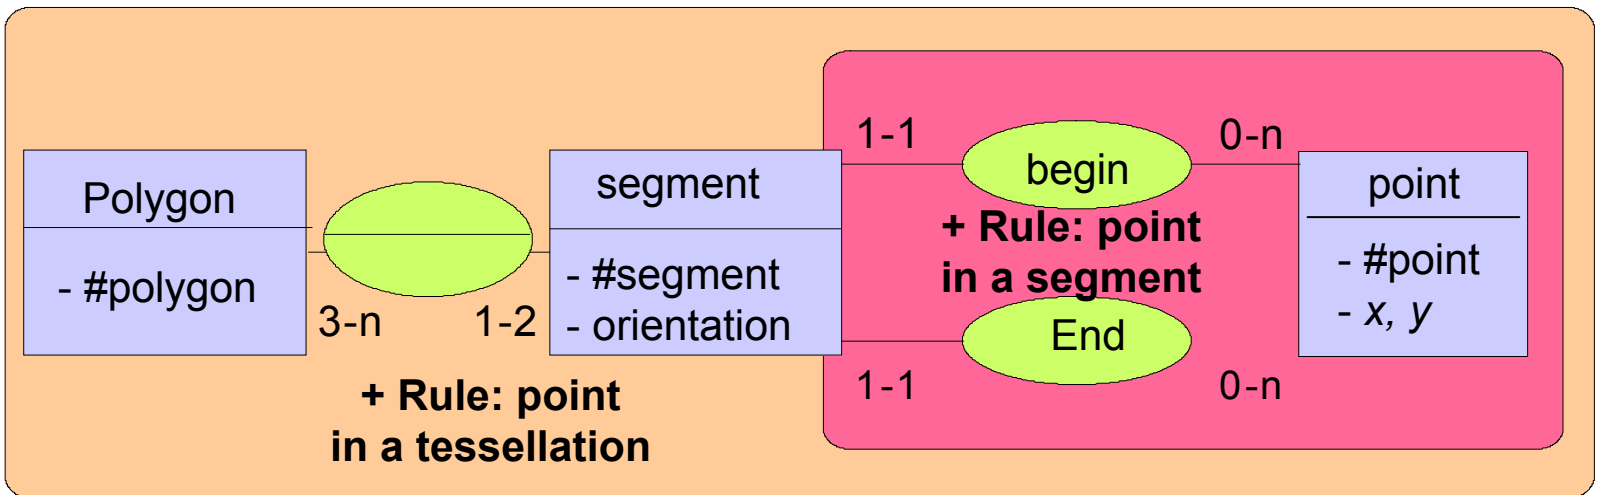 Polygon
- #polygon
3-n
1-2
+ Rule: point
in a tessellation
segment
- #segment
- orientation
1-1
begin
0-n
+ Rule: point
in a segment
1-1
End
0-n
point
- #point
- x, y